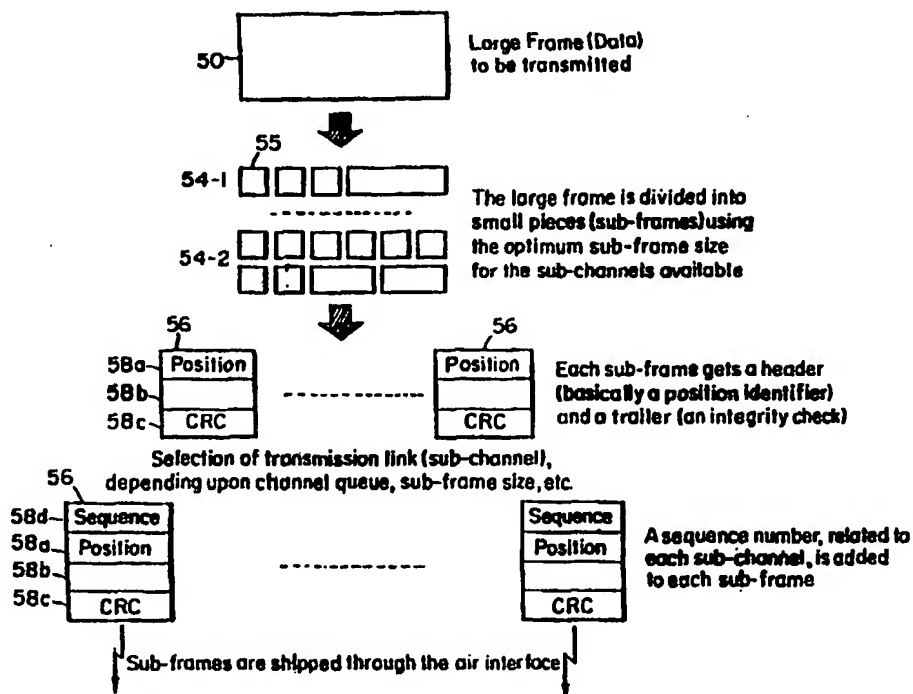 50
Large Frame (Data)
to be transmitted
55
54-1
54-2
The large frame is divided into
small pieces (sub-frames) using
the optimum sub-frame size
for the sub-channels available
56
56
58a
Position
Position
58b
58c
CRC
CRC
Each sub-frame gets a header
(basically a position identifier)
and a trailer (an integrity check)
Selection of transmission link (sub-channel),
depending upon channel queue, sub-frame size, etc.
56
58d
Sequence
Sequence
58a
Position
Position
58b
58c
CRC
CRC
A sequence number, related to
each sub-channel, is added
to each sub-frame
Sub-frames are shipped through the air interface